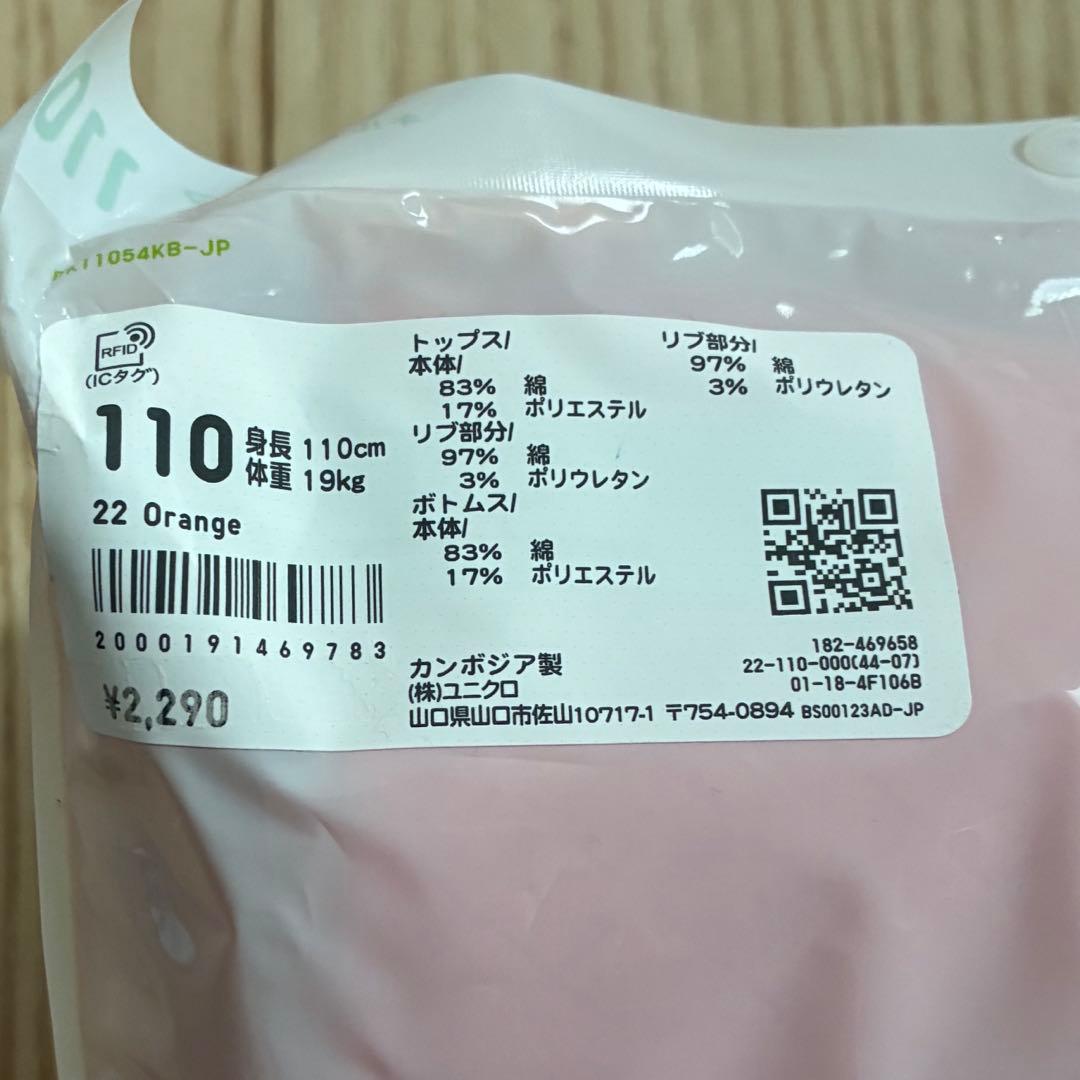 110
11054KB-JP
RFID
(ICタグ)
110
身長 110cm
体重 19kg
22 Orange
2000191469783
¥2,290
トップス/
本体/
83% 綿
17% ポリエステル
リブ部分/
97% 綿
3% ポリウレタン
ボトムス/
本体/
83% 綿
17% ポリエステル
リブ部分/
97% 綿
3% ポリウレタン
カンボジア製
(株)ユニクロ
山口県山口市佐山10717-1 〒754-0894
182-469658
22-110-000(44-07)
01-18-4F106B
BS00123AD-JP